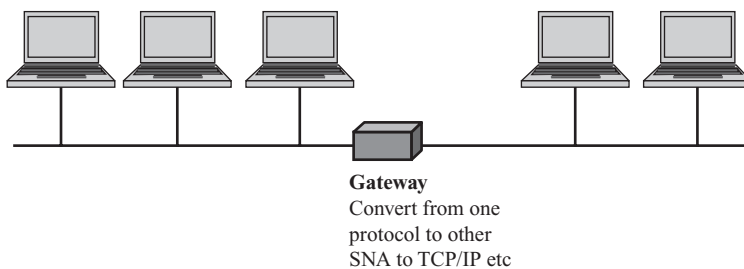 Gateway
Convert from one
protocol to other
SNA to TCP/IP etc